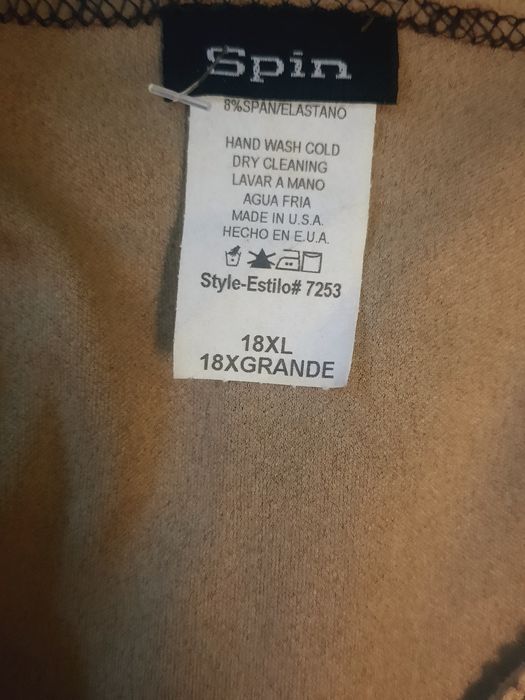 Spin
8%SPAN/ELASTANO
HAND WASH COLD
DRY CLEANING
LAVAR A MANO
AGUA FRIA
MADE IN U.S.A.
HECHO EN E.U.A.
Style-Estilo# 7253
18XL
18XGRANDE